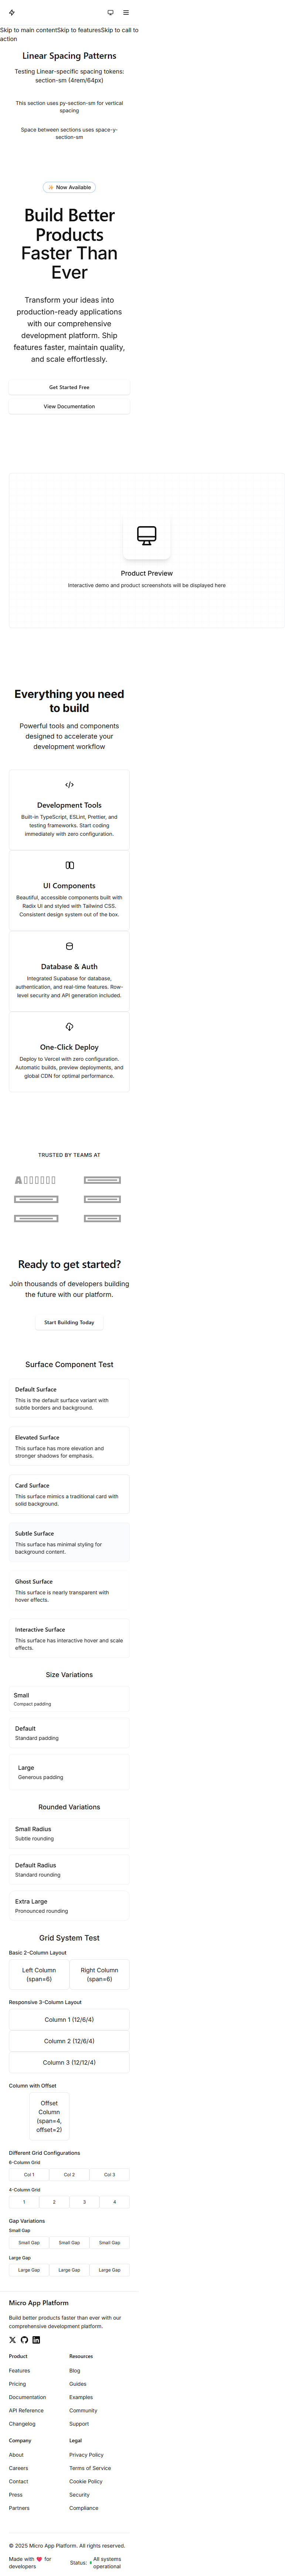 Skip to main contentSkip to featuresSkip to call to
action
Linear Spacing Patterns
Testing Linear-specific spacing tokens:
section-sm (4rem/64px)
This section uses py-section-sm for vertical
spacing
Space between sections uses space-y-
section-sm
✨ Now Available
Build Better
Products
Faster Than
Ever
Transform your ideas into
production-ready applications
with our comprehensive
development platform. Ship
features faster, maintain quality,
and scale effortlessly.
Get Started Free
View Documentation
Product Preview
Interactive demo and product screenshots will be displayed here
Everything you need
to build
Powerful tools and components
designed to accelerate your
development workflow
Development Tools
Built-in TypeScript, ESLint, Prettier, and
testing frameworks. Start coding
immediately with zero configuration.
UI Components
Beautiful, accessible components built with
Radix UI and styled with Tailwind CSS.
Consistent design system out of the box.
Database & Auth
Integrated Supabase for database,
authentication, and real-time features. Row-
level security and API generation included.
One-Click Deploy
Deploy to Vercel with zero configuration.
Automatic builds, preview deployments, and
global CDN for optimal performance.
TRUSTED BY TEAMS AT
Ready to get started?
Join thousands of developers building
the future with our platform.
Start Building Today
Surface Component Test
Default Surface
This is the default surface variant with
subtle borders and background.
Elevated Surface
This surface has more elevation and
stronger shadows for emphasis.
Card Surface
This surface mimics a traditional card with
solid background.
Subtle Surface
This surface has minimal styling for
background content.
Ghost Surface
This surface is nearly transparent with
hover effects.
Interactive Surface
This surface has interactive hover and scale
effects.
Size Variations
Small
Compact padding
Default
Standard padding
Large
Generous padding
Rounded Variations
Small Radius
Subtle rounding
Default Radius
Standard rounding
Extra Large
Pronounced rounding
Grid System Test
Basic 2-Column Layout
Left Column
(span=6)
Right Column
(span=6)
Responsive 3-Column Layout
Column 1 (12/6/4)
Column 2 (12/6/4)
Column 3 (12/12/4)
Column with Offset
Offset
Column
(span=4,
offset=2)
Different Grid Configurations
6-Column Grid
Col 1 Col 2 Col 3
4-Column Grid
1 2 3 4
Gap Variations
Small Gap
Small Gap Small Gap Small Gap
Large Gap
Large Gap Large Gap Large Gap
Micro App Platform
Build better products faster than ever with our
comprehensive development platform.
Product
Features
Pricing
Documentation
API Reference
Changelog
Resources
Blog
Guides
Examples
Community
Support
Company
About
Careers
Contact
Press
Partners
Legal
Privacy Policy
Terms of Service
Cookie Policy
Security
Compliance
© 2025 Micro App Platform. All rights reserved.
Made with ❤️ for
developers
Status: All systems
operational